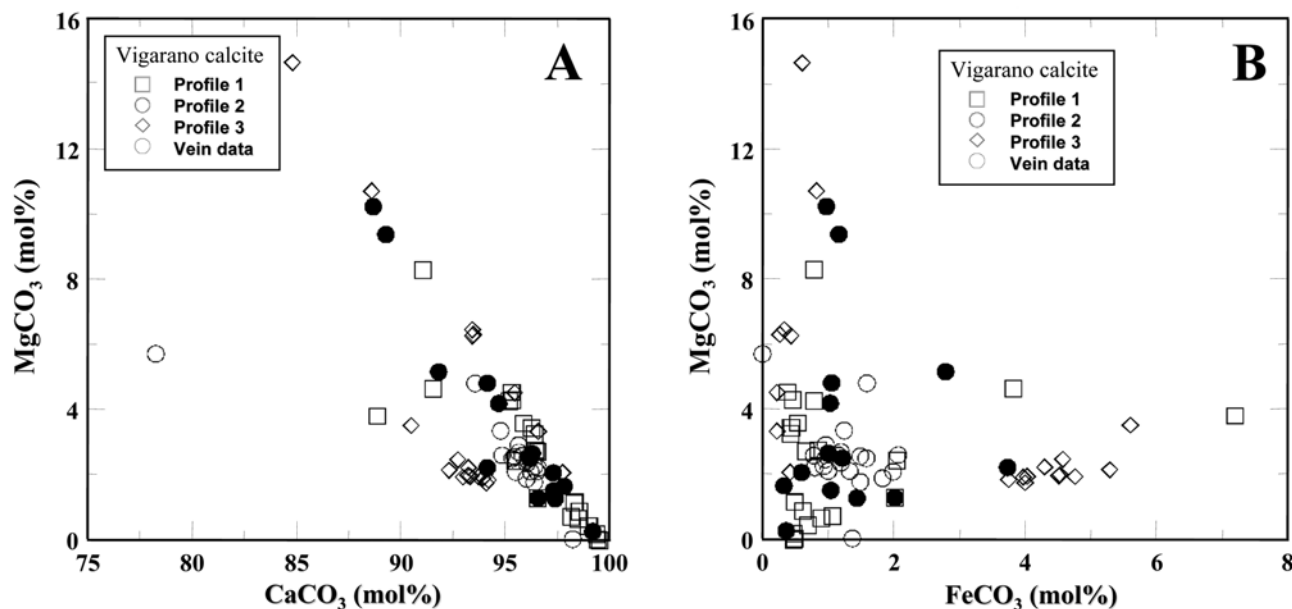 16
12
8
4
0
MgCO3 (mol%)
A
Vigarano calcite
Profile 1
Profile 2
Profile 3
Vein data
75
85
90
95
100
CaCO3 (mol%)
16
12
8
4
0
MgCO3 (mol%)
B
Vigarano calcite
Profile 1
Profile 2
Profile 3
Vein data
0
2
4
6
8
FeCO3 (mol%)